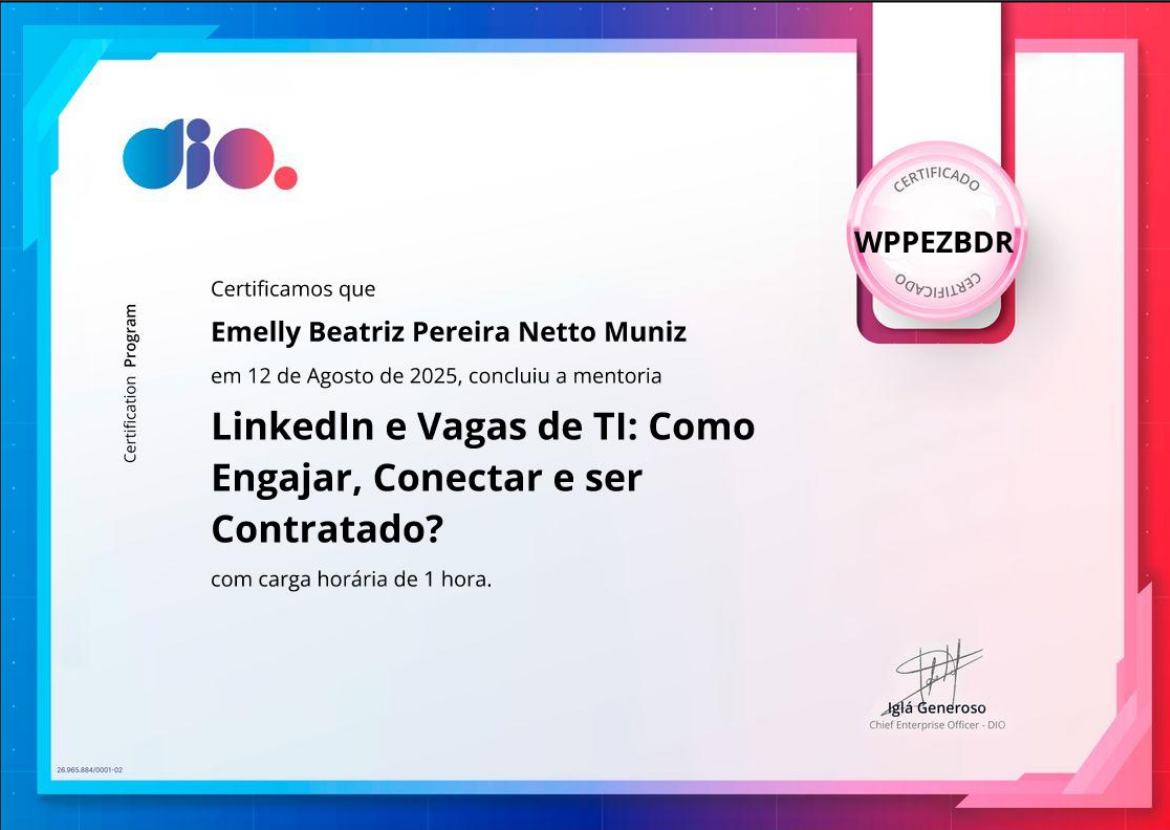 dio.
CERTIFICADO
WPPEZBDR
CERTIFICADO
Certification Program
Certificamos que
Emelly Beatriz Pereira Netto Muniz
em 12 de Agosto de 2025, concluiu a mentoria
LinkedIn e Vagas de TI: Como
Engajar, Conectar e ser
Contratado?
com carga horária de 1 hora.
Iglá Generoso
Chief Enterprise Officer - DIO
26.965.884/0001-02